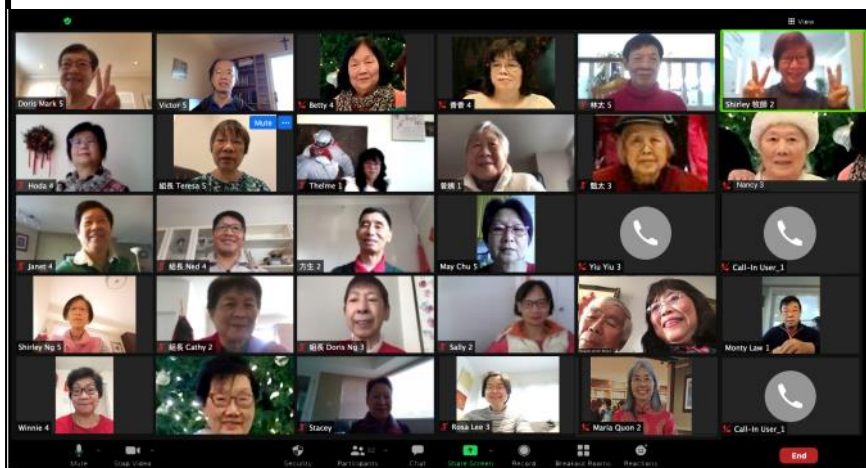 View
Doris Mark 5
Victor 5
Betty 4
香香 4
林太 5
Shirley 牧師 2
Hoda 4
Mute
組長 Teresa 5
Thelme 1
曾姨 1
甄太 3
Nancy 3
Janet 4
組長 Ned 4
方生 2
May Chu 5
Yiu Yiu 3
Call-In User_1
Shirley Ng 5
組長 Cathy 2
組長 Doris Ng 3
Sally 2
Monty Law 1
Winnie 4
Stacey
Rosa Lee 3
Maria Quon 2
Call-In User_1
Mute
Stop Video
Security
Participants
32
Chat
Share Screen
Record
Breakout Rooms
Reactions
End